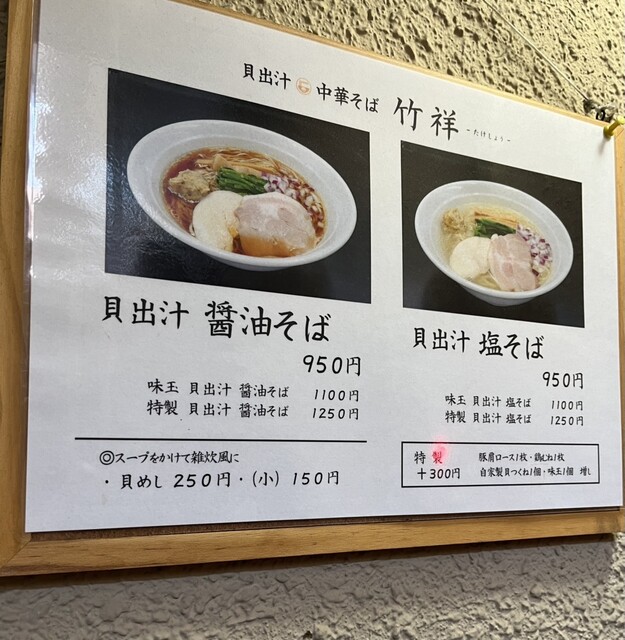 貝出汁 中華そば 竹祥 -たけしょう-
貝出汁 醤油そば
950円
味玉 貝出汁 醤油そば 1100円
特製 貝出汁 醤油そば 1250円
◎スープをかけて雑炊風に
・貝めし 250円・(小) 150円
貝出汁 塩そば
950円
味玉 貝出汁 塩そば 1100円
特製 貝出汁 塩そば 1250円
特製 豚肩ロース1枚・鶏むね1枚
+300円 自家製貝つくね1個・味玉1個 増し